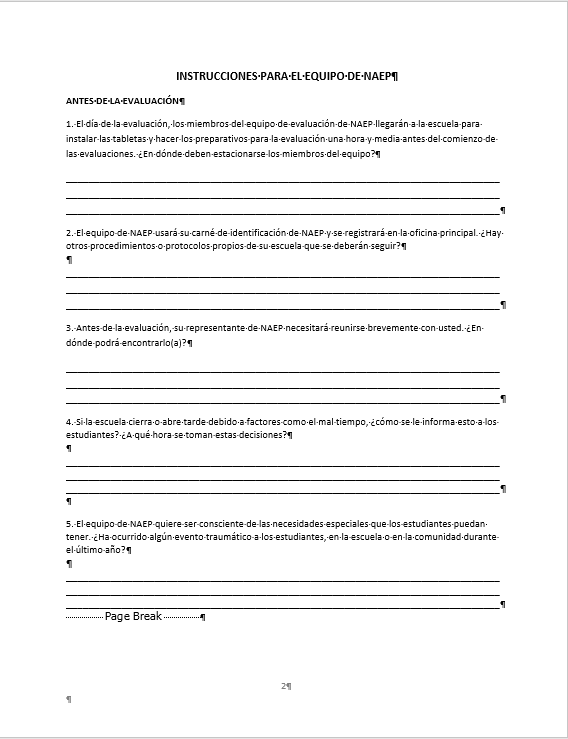 INSTRUCCIONES·PARA·EL·EQUIPO·DE·NAEP¶
ANTES·DE·LA·EVALUACIÓN¶
1.·El·día·de·la·evaluación,·los·miembros·del·equipo·de·evaluación·de·NAEP·llegarán·a·la·escuela·para·
instalar·las·tabletas·y·hacer·los·preparativos·para·la·evaluación·una·hora·y·media·antes·del·comienzo·de·
las·evaluaciones.·¿En·dónde·deben·estacionarse·los·miembros·del·equipo?¶
¶
2.·El·equipo·de·NAEP·usará·su·carné·de·identificación·de·NAEP·y·se·registrará·en·la·oficina·principal.·¿Hay·
otros·procedimientos·o·protocolos·propios·de·su·escuela·que·se·deberán·seguir?¶
¶
¶
3.·Antes·de·la·evaluación,·su·representante·de·NAEP·necesitará·reunirse·brevemente·con·usted.·¿En·
dónde·podrá·encontrarlo(a)?¶
¶
4.·Si·la·escuela·cierra·o·abre·tarde·debido·a·factores·como·el·mal·tiempo,·¿cómo·se·le·informa·esto·a·los·
estudiantes?·¿A·qué·hora·se·toman·estas·decisiones?¶
¶
¶
¶
5.·El·equipo·de·NAEP·quiere·ser·consciente·de·las·necesidades·especiales·que·los·estudiantes·puedan·
tener.·¿Ha·ocurrido·algún·evento·traumático·a·los·estudiantes,·en·la·escuela·o·en·la·comunidad·durante·
el·último·año?¶
¶
¶
Page Break¶
2¶
¶